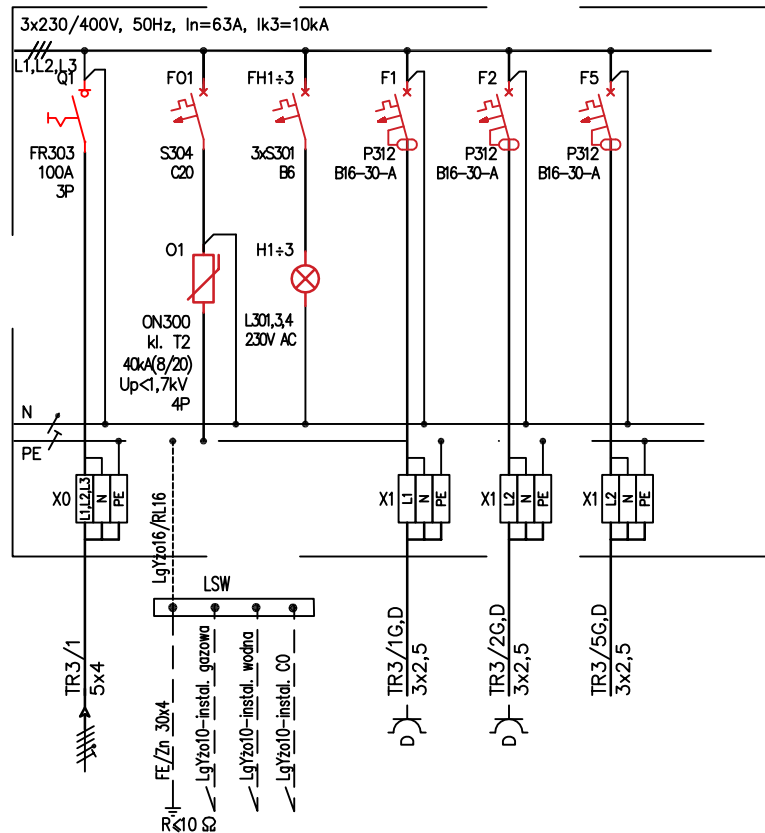 3x230/400V, 50Hz, In=63A, Ik3=10kA
L1,L2,L3
Q1
FR303
100A
3P
F01
S304
C20
FH1÷3
3xS301
B6
F1
P312
B16-30-A
F2
P312
B16-30-A
F5
P312
B16-30-A
O1
ON300
kl. T2
40kA(8/20)
Up<1,7kV
4P
H1÷3
L301,3,4
230V AC
N
PE
X0
L1,L2,L3
N
PE
X1
L1
N
PE
X1
L2
N
PE
X1
L2
N
PE
LgYżo16/RL16
LSW
TR3/1
5x4
FE/Zn 30x4
R≤10 Ω
LgYżo10-instal. gazowa
LgYżo10-instal. wodna
LgYżo10-instal. CO
TR3/1G,D
3x2,5
D
TR3/2G,D
3x2,5
D
TR3/5G,D
3x2,5